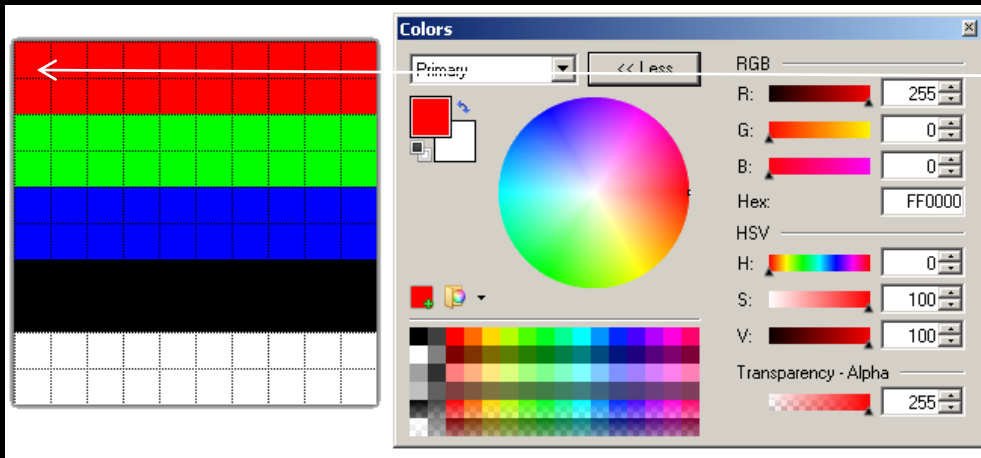 Colors
Primary
<< Less
RGB
R: 255
G: 0
B: 0
Hex: FF0000
HSV
H: 0
S: 100
V: 100
Transparency - Alpha
255